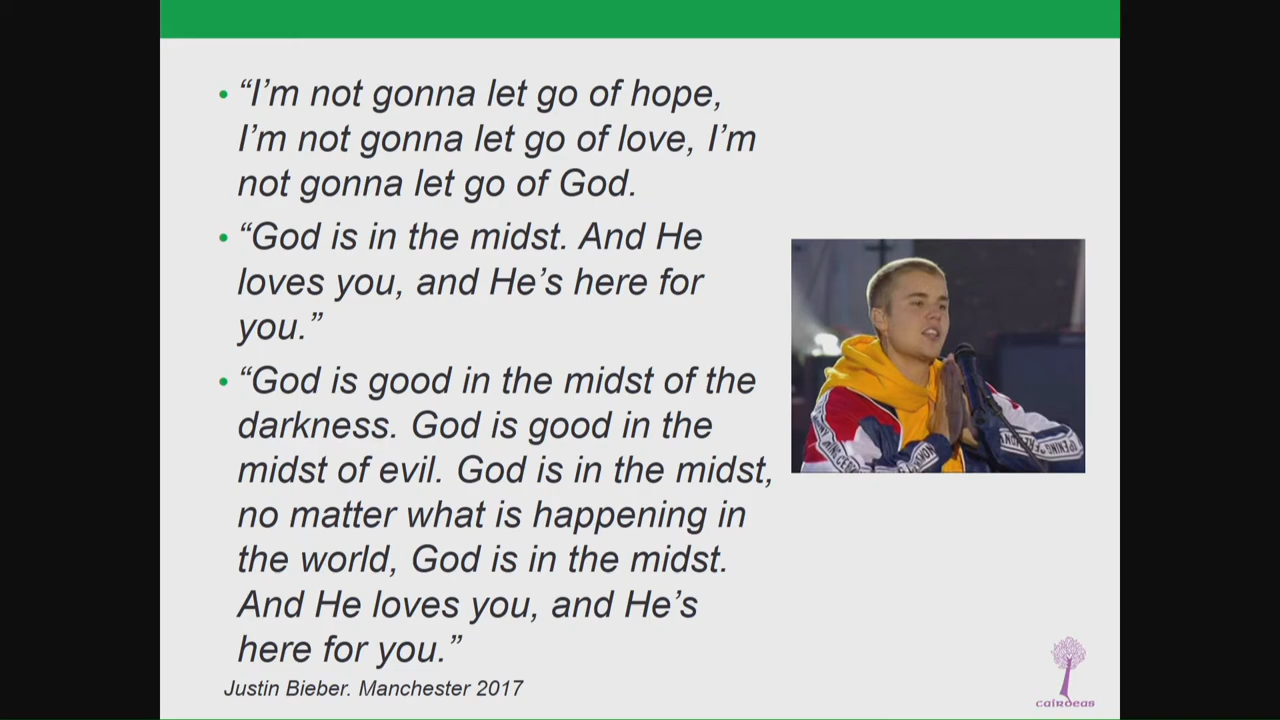 • “I’m not gonna let go of hope,
I’m not gonna let go of love, I’m
not gonna let go of God.
• “God is in the midst. And He
loves you, and He’s here for
you.”
• “God is good in the midst of the
darkness. God is good in the
midst of evil. God is in the midst,
no matter what is happening in
the world, God is in the midst.
And He loves you, and He’s
here for you.”
Justin Bieber. Manchester 2017
cairdeas